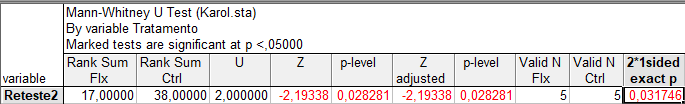 Mann-Whitney U Test (Karol.sta)
By variable Tratamento
Marked tests are significant at p <,05000
variable Rank Sum Flx Rank Sum Ctrl U Z p-level Z adjusted p-level Valid N Flx Valid N Ctrl 2*1sided exact p
Reteste2 17,00000 38,00000 2,000000 -2,19338 0,028281 -2,19338 0,028281 5 5 0,031746